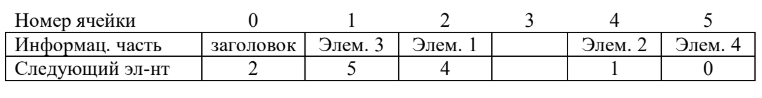 Номер ячейки 0 1 2 3 4 5
Информац. часть заголовок Элем. 3 Элем. 1 Элем. 2 Элем. 4
Следующий эл-нт 2 5 4 1 0